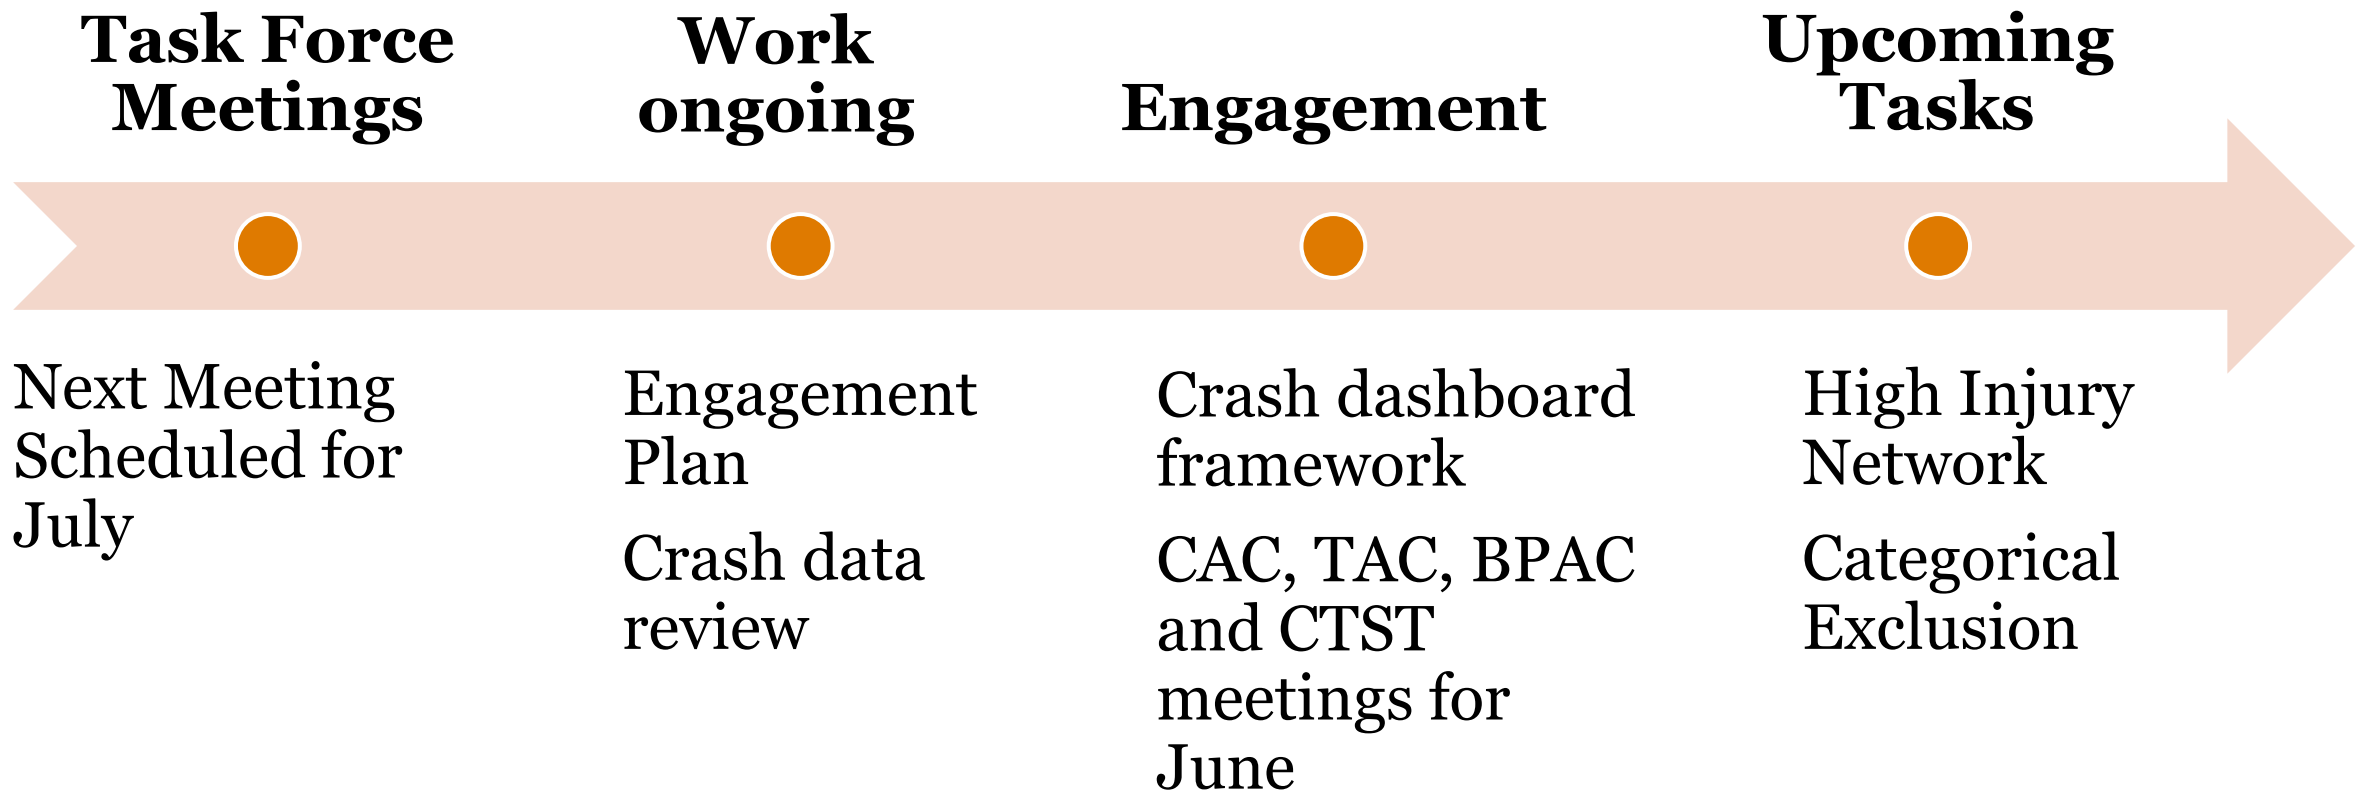 Task Force
Meetings
Next Meeting
Scheduled for
July
Work
ongoing
Engagement
Plan
Crash data
review
Engagement
Crash dashboard
framework
CAC, TAC, BPAC
and CTST
meetings for
June
Upcoming
Tasks
High Injury
Network
Categorical
Exclusion